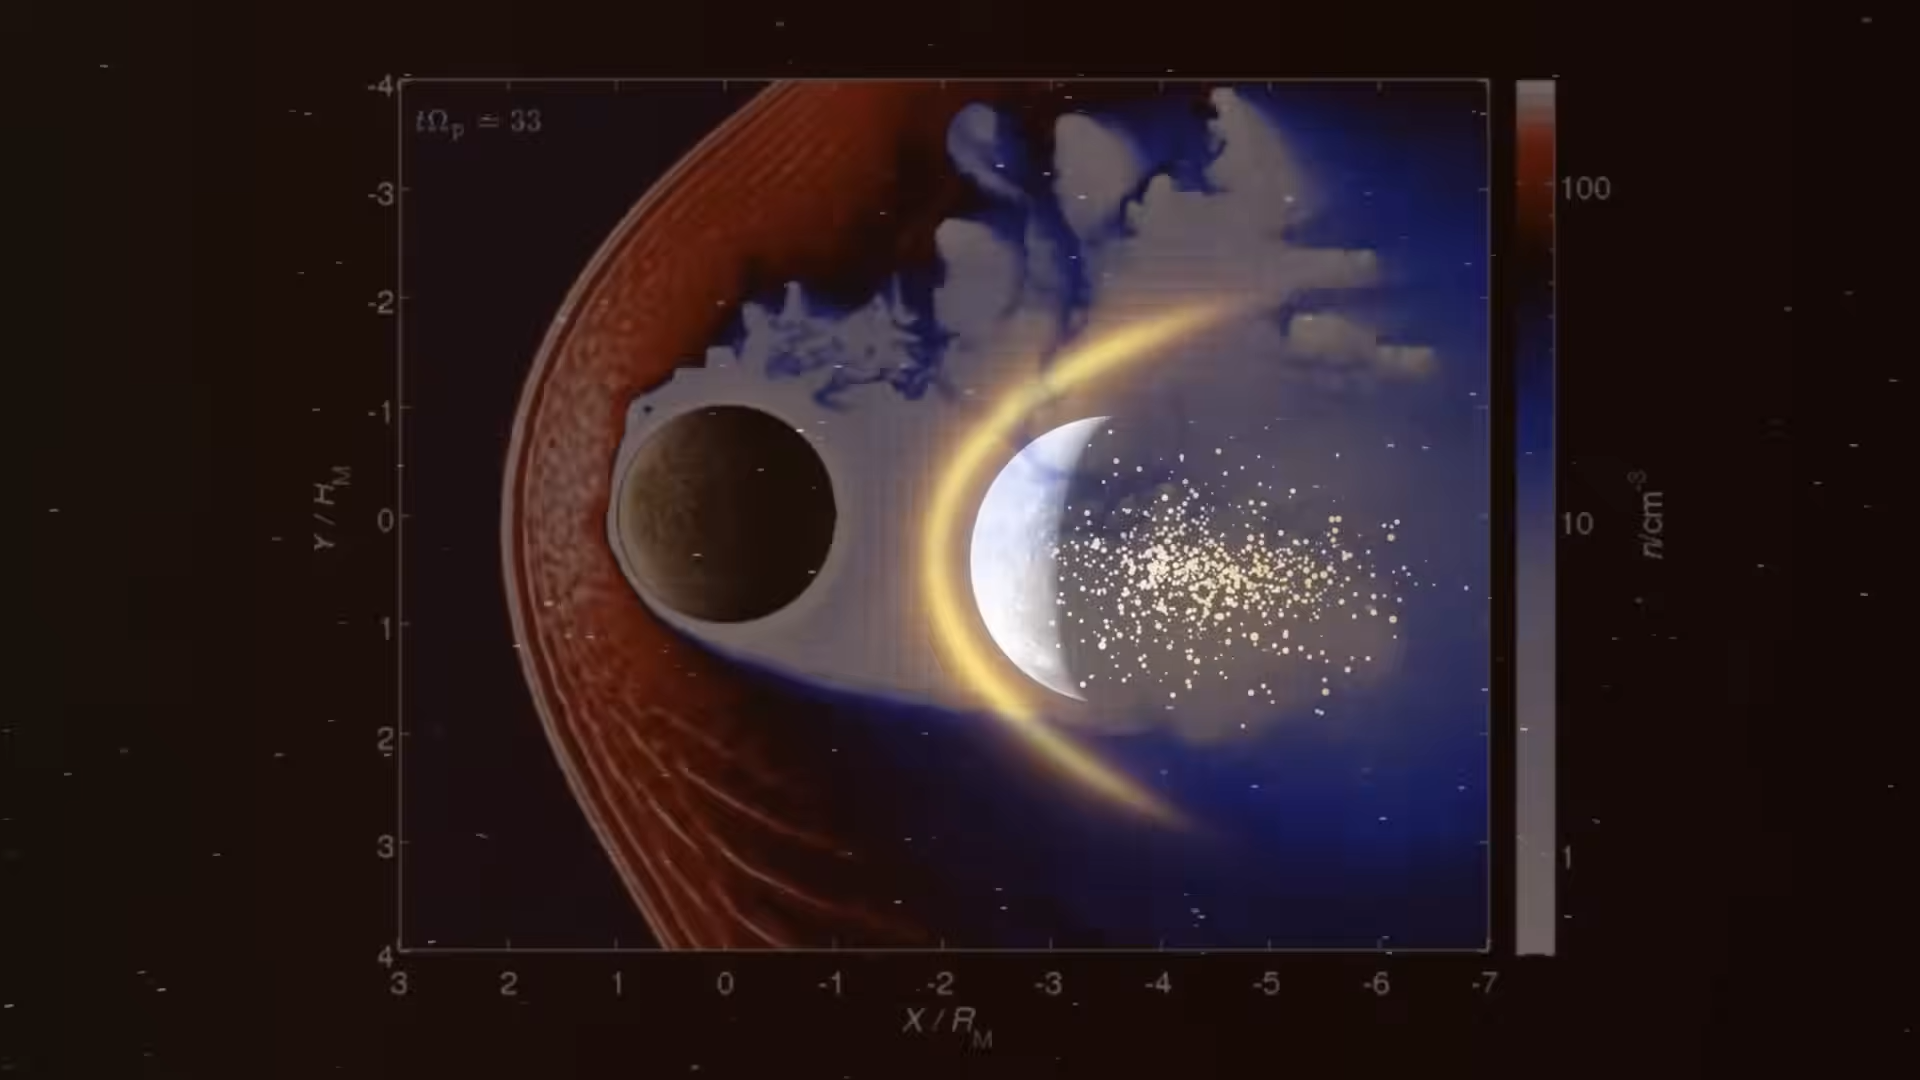 tΩp = 33
-4
-3
-2
-1
0
1
2
3
4
Y / RM
3 2 1 0 -1 -2 -3 -4 -5 -6 -7
X / RM
100
10
1
n/cm-3